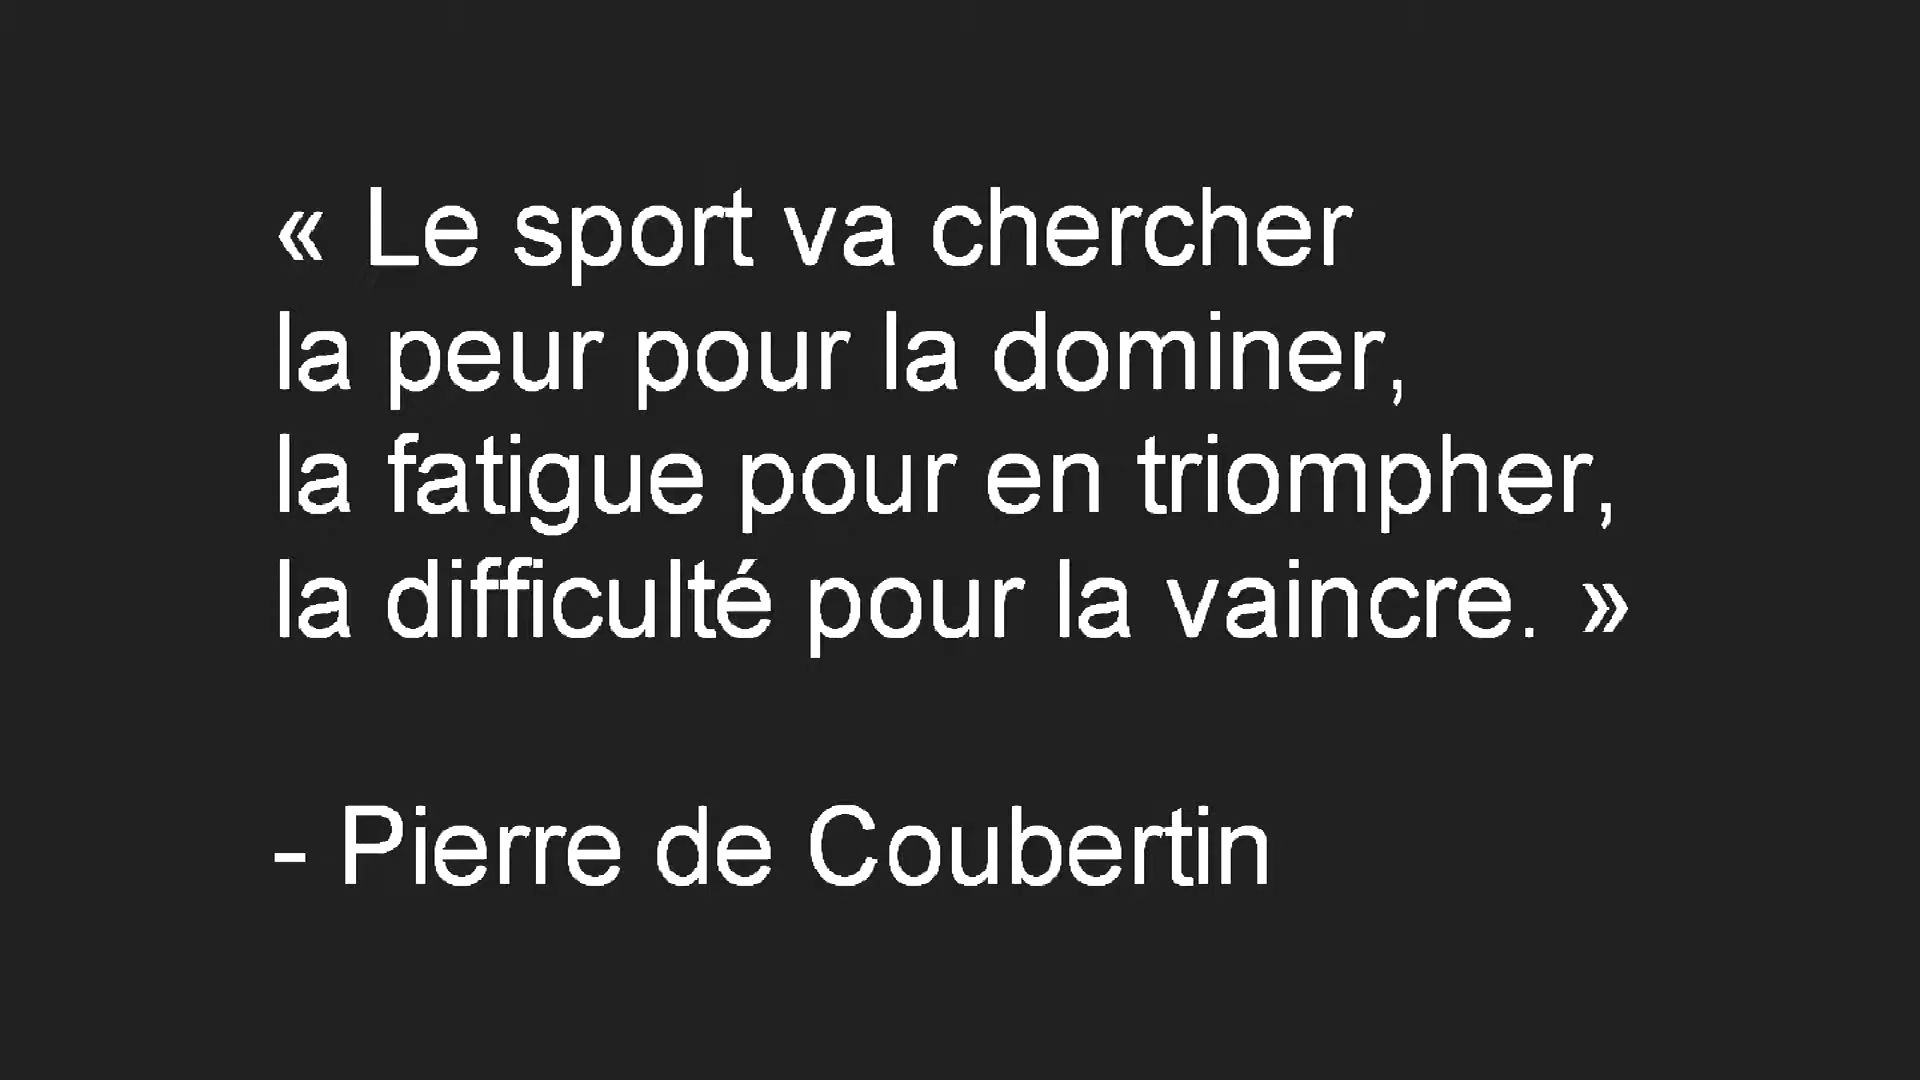 « Le sport va chercher
la peur pour la dominer,
la fatigue pour en triompher,
la difficulté pour la vaincre. »
- Pierre de Coubertin